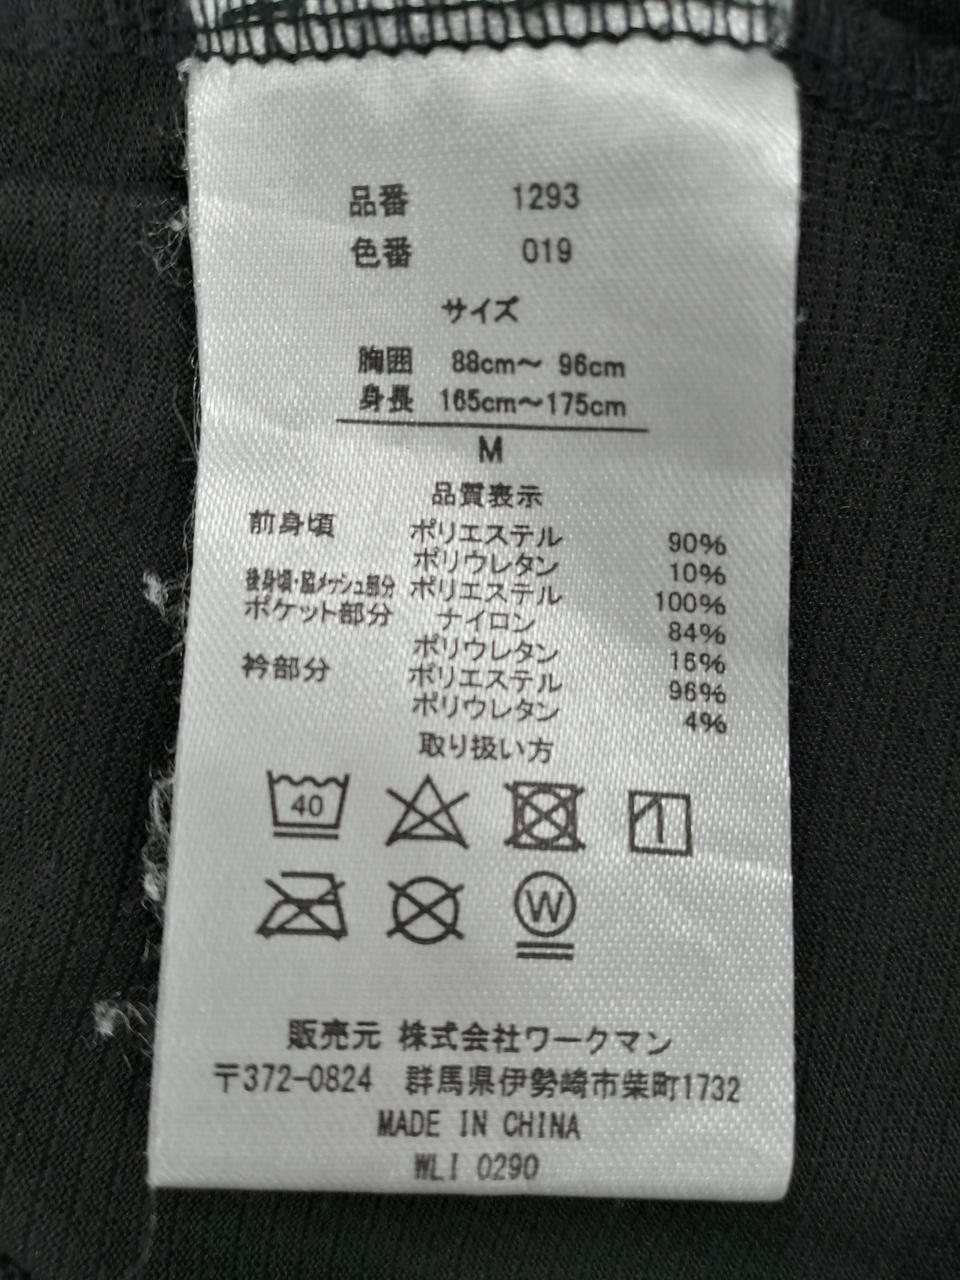 品番 1293
色番 019
サイズ
胸囲 88cm〜 96cm
身長 165cm〜175cm
M
品質表示
前身頃 ポリエステル 90%
ポリウレタン 10%
後身頃・脇メッシュ部分 ポリエステル 100%
ポケット部分 ナイロン 84%
ポリウレタン 16%
衿部分 ポリエステル 96%
ポリウレタン 4%
取り扱い方
40
W
販売元 株式会社ワークマン
〒372-0824 群馬県伊勢崎市柴町1732
MADE IN CHINA
WLI 0290